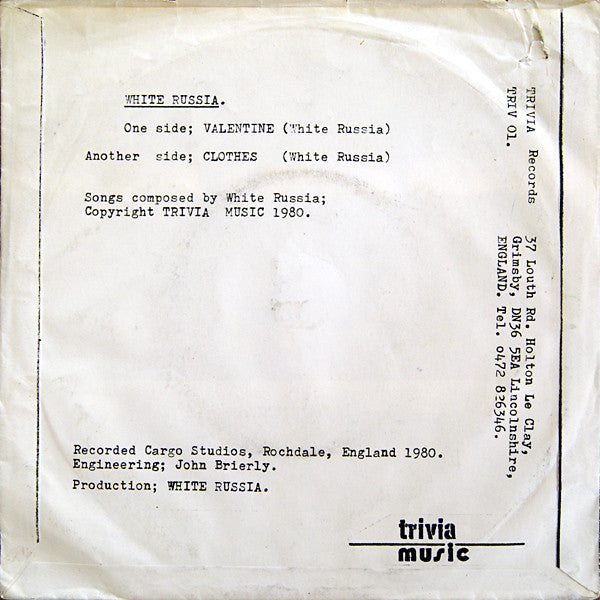 WHITE RUSSIA.
One side; VALENTINE (White Russia)
Another side; CLOTHES (White Russia)
Songs composed by White Russia;
Copyright TRIVIA MUSIC 1980.
Recorded Cargo Studios, Rochdale, England 1980.
Engineering; John Brierly.
Production; WHITE RUSSIA.
trivia
music
TRIVIA Records
TRIV 01.
37 Louth Rd. Holton Le Clay,
Grimsby, DN36 5EA Lincolnshire,
ENGLAND. Tel. 0472 826346.